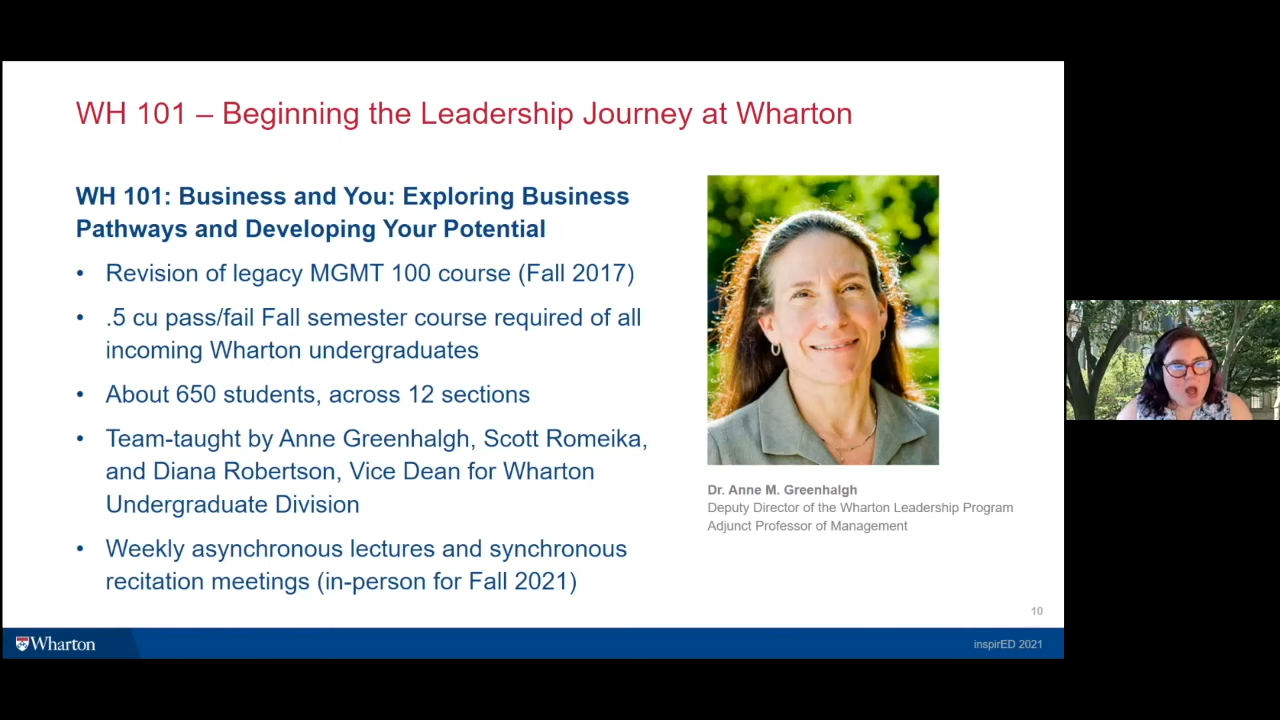 WH 101 – Beginning the Leadership Journey at Wharton
WH 101: Business and You: Exploring Business
Pathways and Developing Your Potential
• Revision of legacy MGMT 100 course (Fall 2017)
• .5 cu pass/fail Fall semester course required of all
incoming Wharton undergraduates
• About 650 students, across 12 sections
• Team-taught by Anne Greenhalgh, Scott Romeika,
and Diana Robertson, Vice Dean for Wharton
Undergraduate Division
• Weekly asynchronous lectures and synchronous
recitation meetings (in-person for Fall 2021)
Dr. Anne M. Greenhalgh
Deputy Director of the Wharton Leadership Program
Adjunct Professor of Management
10
Wharton
inspirED 2021